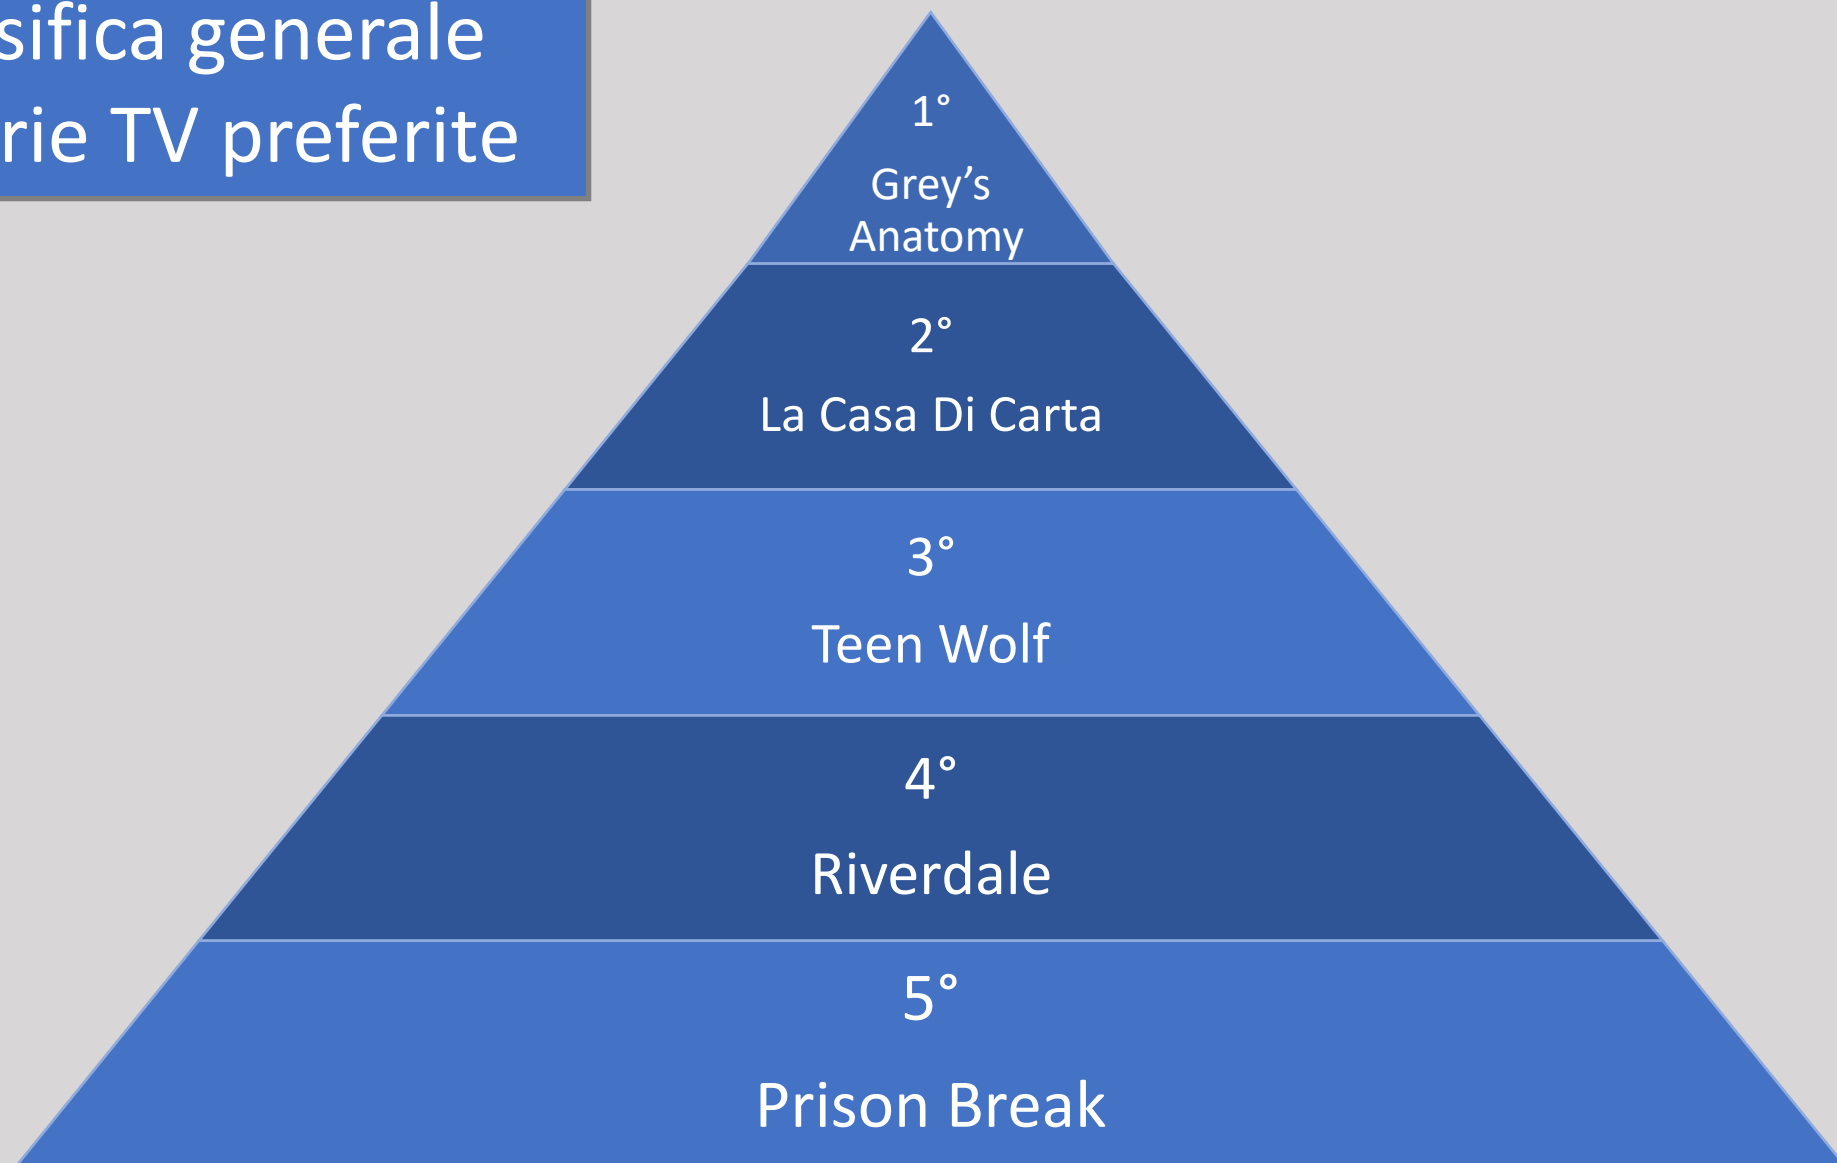 sifica generale
rie TV preferite
1°
Grey’s
Anatomy
2°
La Casa Di Carta
3°
Teen Wolf
4°
Riverdale
5°
Prison Break